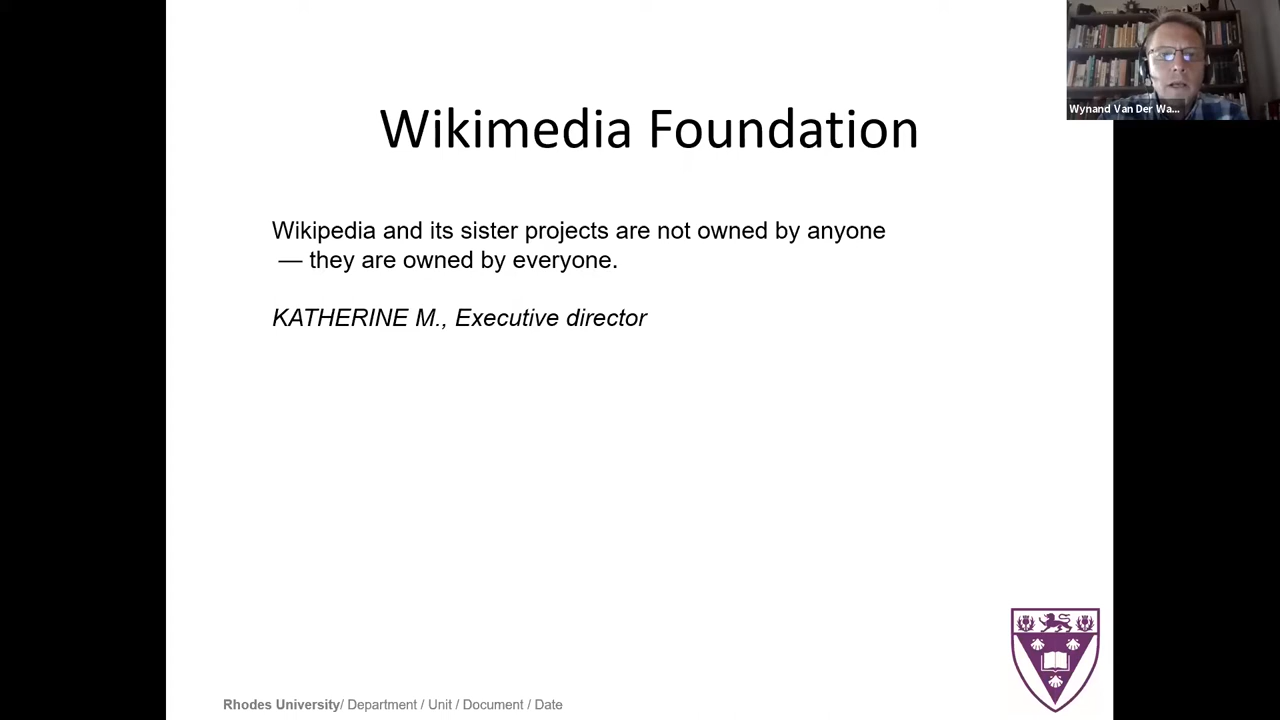 Wynand Van Der Wa...
Wikimedia Foundation
Wikipedia and its sister projects are not owned by anyone
— they are owned by everyone.
KATHERINE M., Executive director
Rhodes University/ Department / Unit / Document / Date